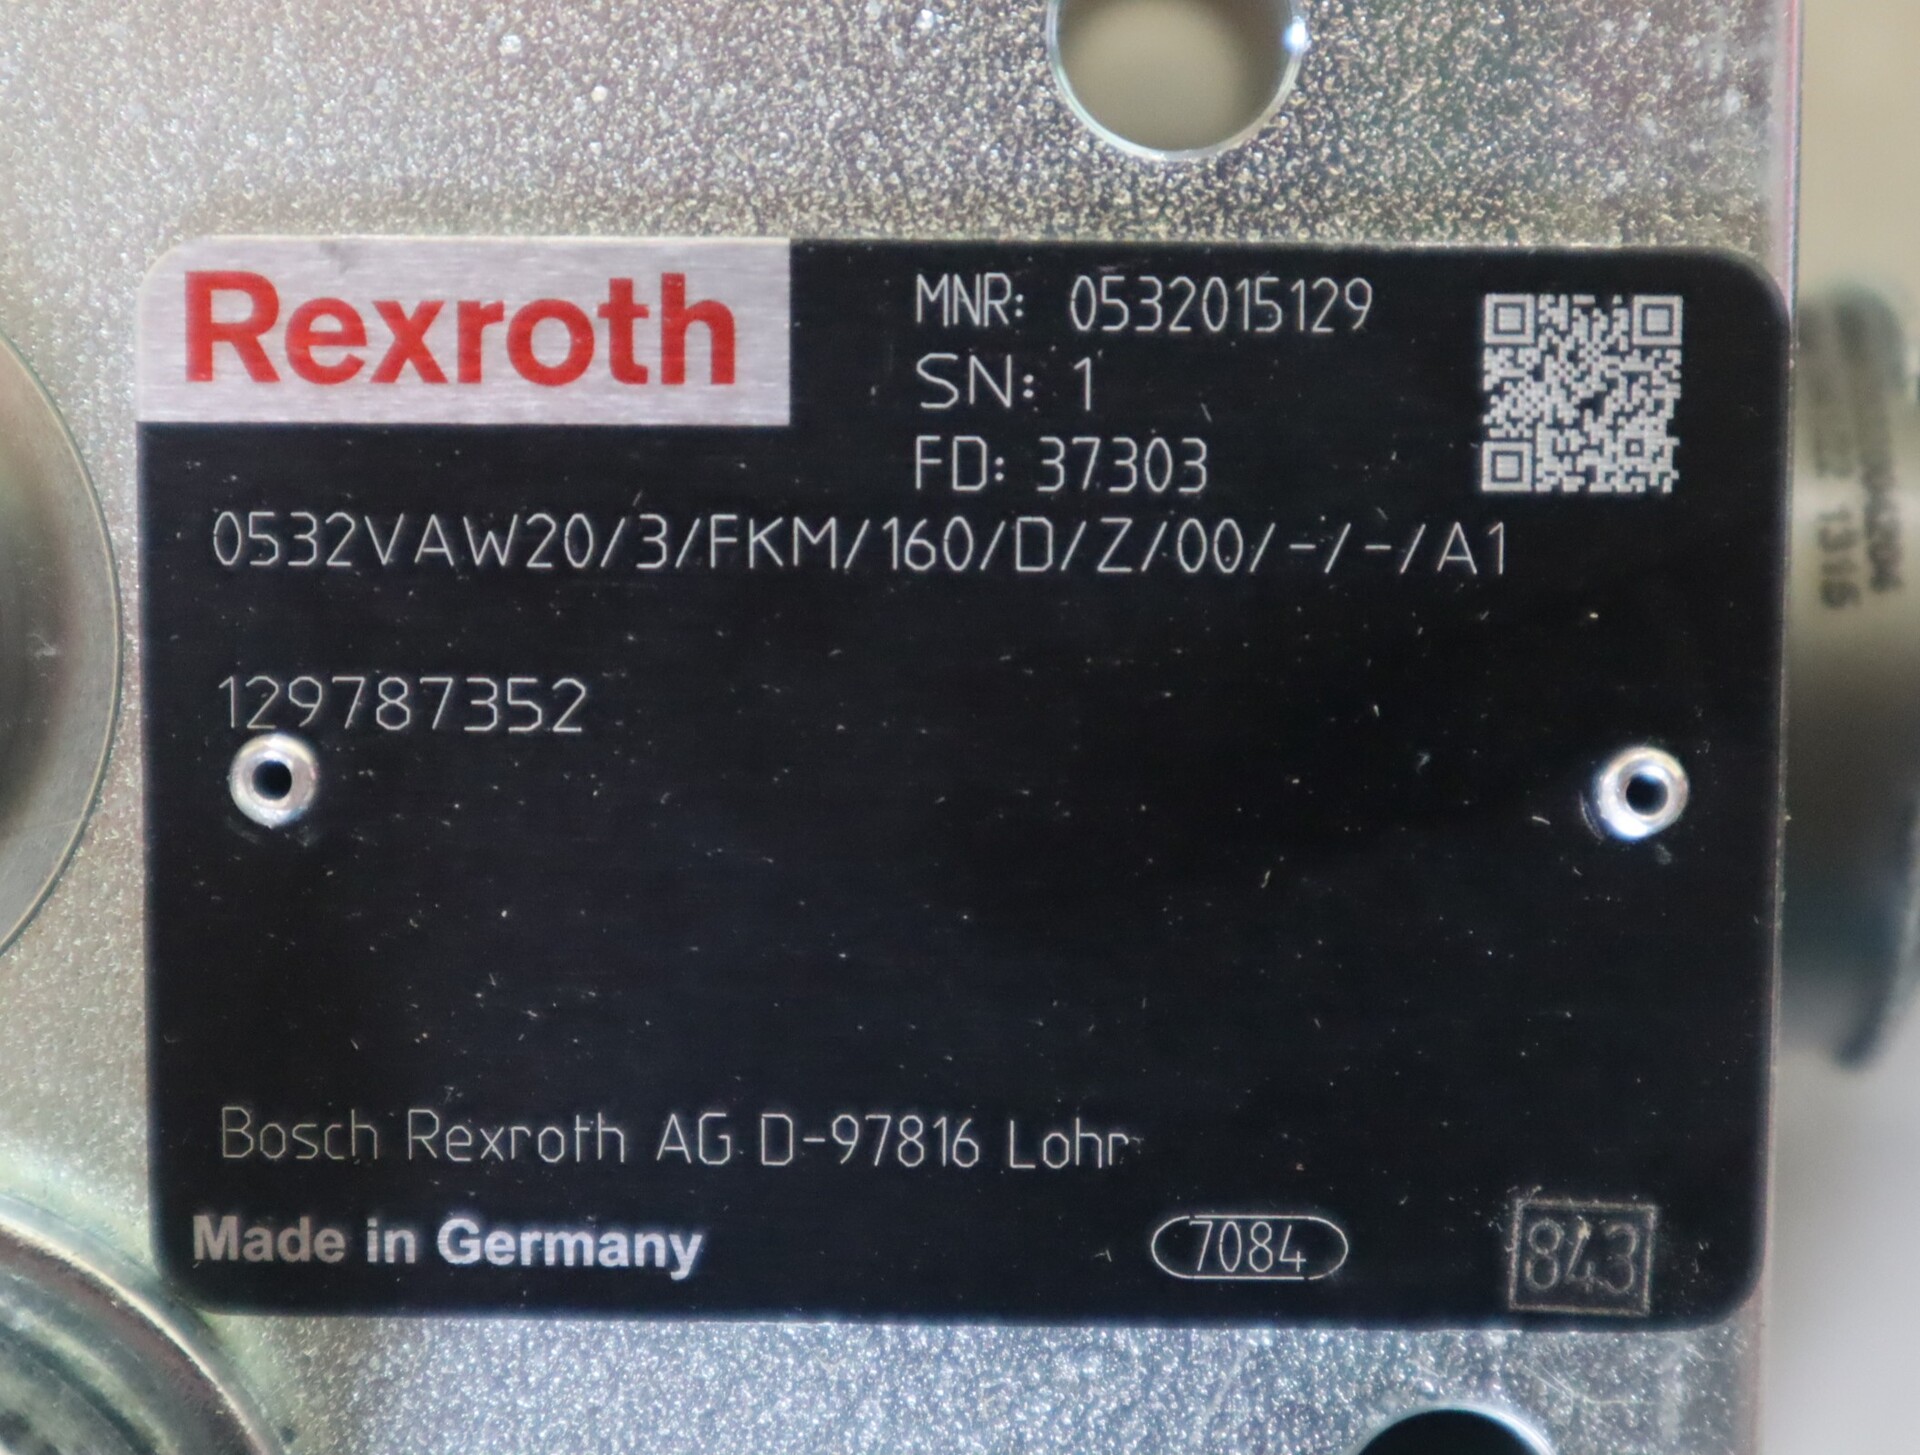 Rexroth
MNR: 0532015129
SN: 1
FD: 37303
0532VAW20/3/FKM/160/D/Z/00/-/-/A1
129787352
Bosch Rexroth AG D-97816 Lohr
Made in Germany
7084
843
1315